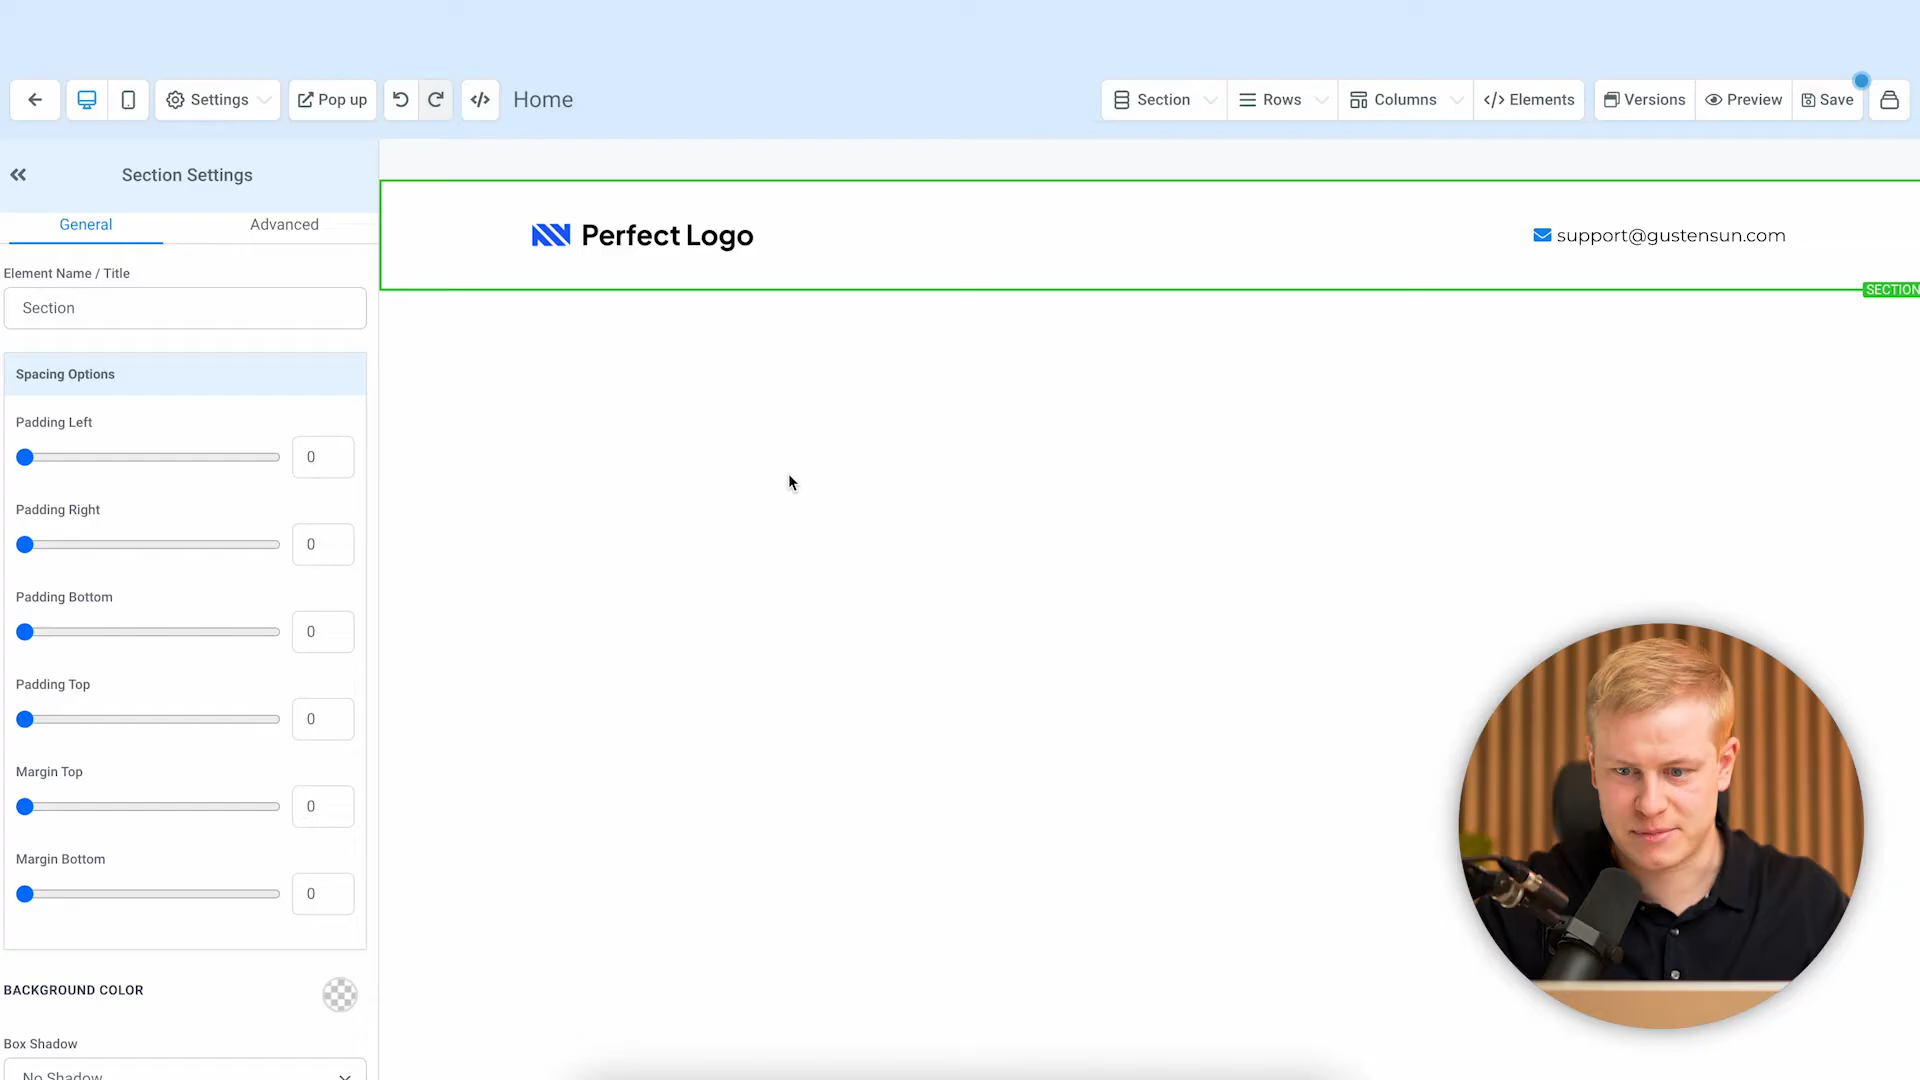 Settings
Pop up
</>
Home
Section
Rows
Columns
</> Elements
Versions
Preview
Save
Section Settings
General
Advanced
Element Name / Title
Section
Spacing Options
Padding Left
0
Padding Right
0
Padding Bottom
0
Padding Top
0
Margin Top
0
Margin Bottom
0
BACKGROUND COLOR
Box Shadow
No Shadow
Perfect Logo
support@gustensun.com
SECTION